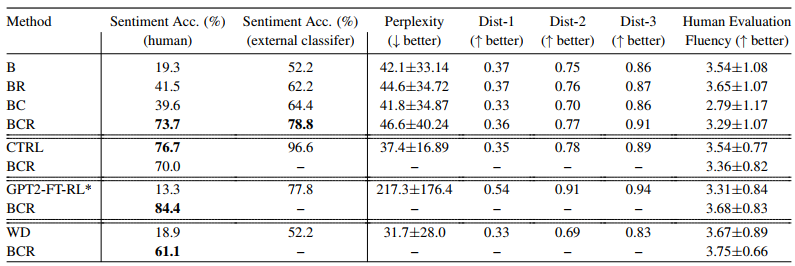 Method Sentiment Acc. (%) Sentiment Acc. (%) Perplexity Dist-1 Dist-2 Dist-3 Human Evaluation
(human) (external classifer) (↓ better) (↑ better) (↑ better) (↑ better) Fluency (↑ better)
B 19.3 52.2 42.1±33.14 0.37 0.75 0.86 3.54±1.08
BR 41.5 62.2 44.6±34.72 0.37 0.76 0.87 3.65±1.07
BC 39.6 64.4 41.8±34.87 0.33 0.70 0.86 2.79±1.17
BCR 73.7 78.8 46.6±40.24 0.36 0.77 0.91 3.29±1.07
CTRL 76.7 96.6 37.4±16.89 0.35 0.78 0.89 3.54±0.77
BCR 70.0 – – – – – 3.36±0.82
GPT2-FT-RL* 13.3 77.8 217.3±176.4 0.54 0.91 0.94 3.31±0.84
BCR 84.4 – – – – – 3.68±0.83
WD 18.9 52.2 31.7±28.0 0.33 0.69 0.83 3.67±0.89
BCR 61.1 – – – – – 3.75±0.66